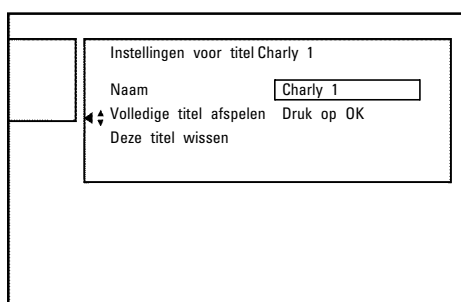 Instellingen voor titel Charly 1
Naam Charly 1
Volledige titel afspelen Druk op OK
Deze titel wissen